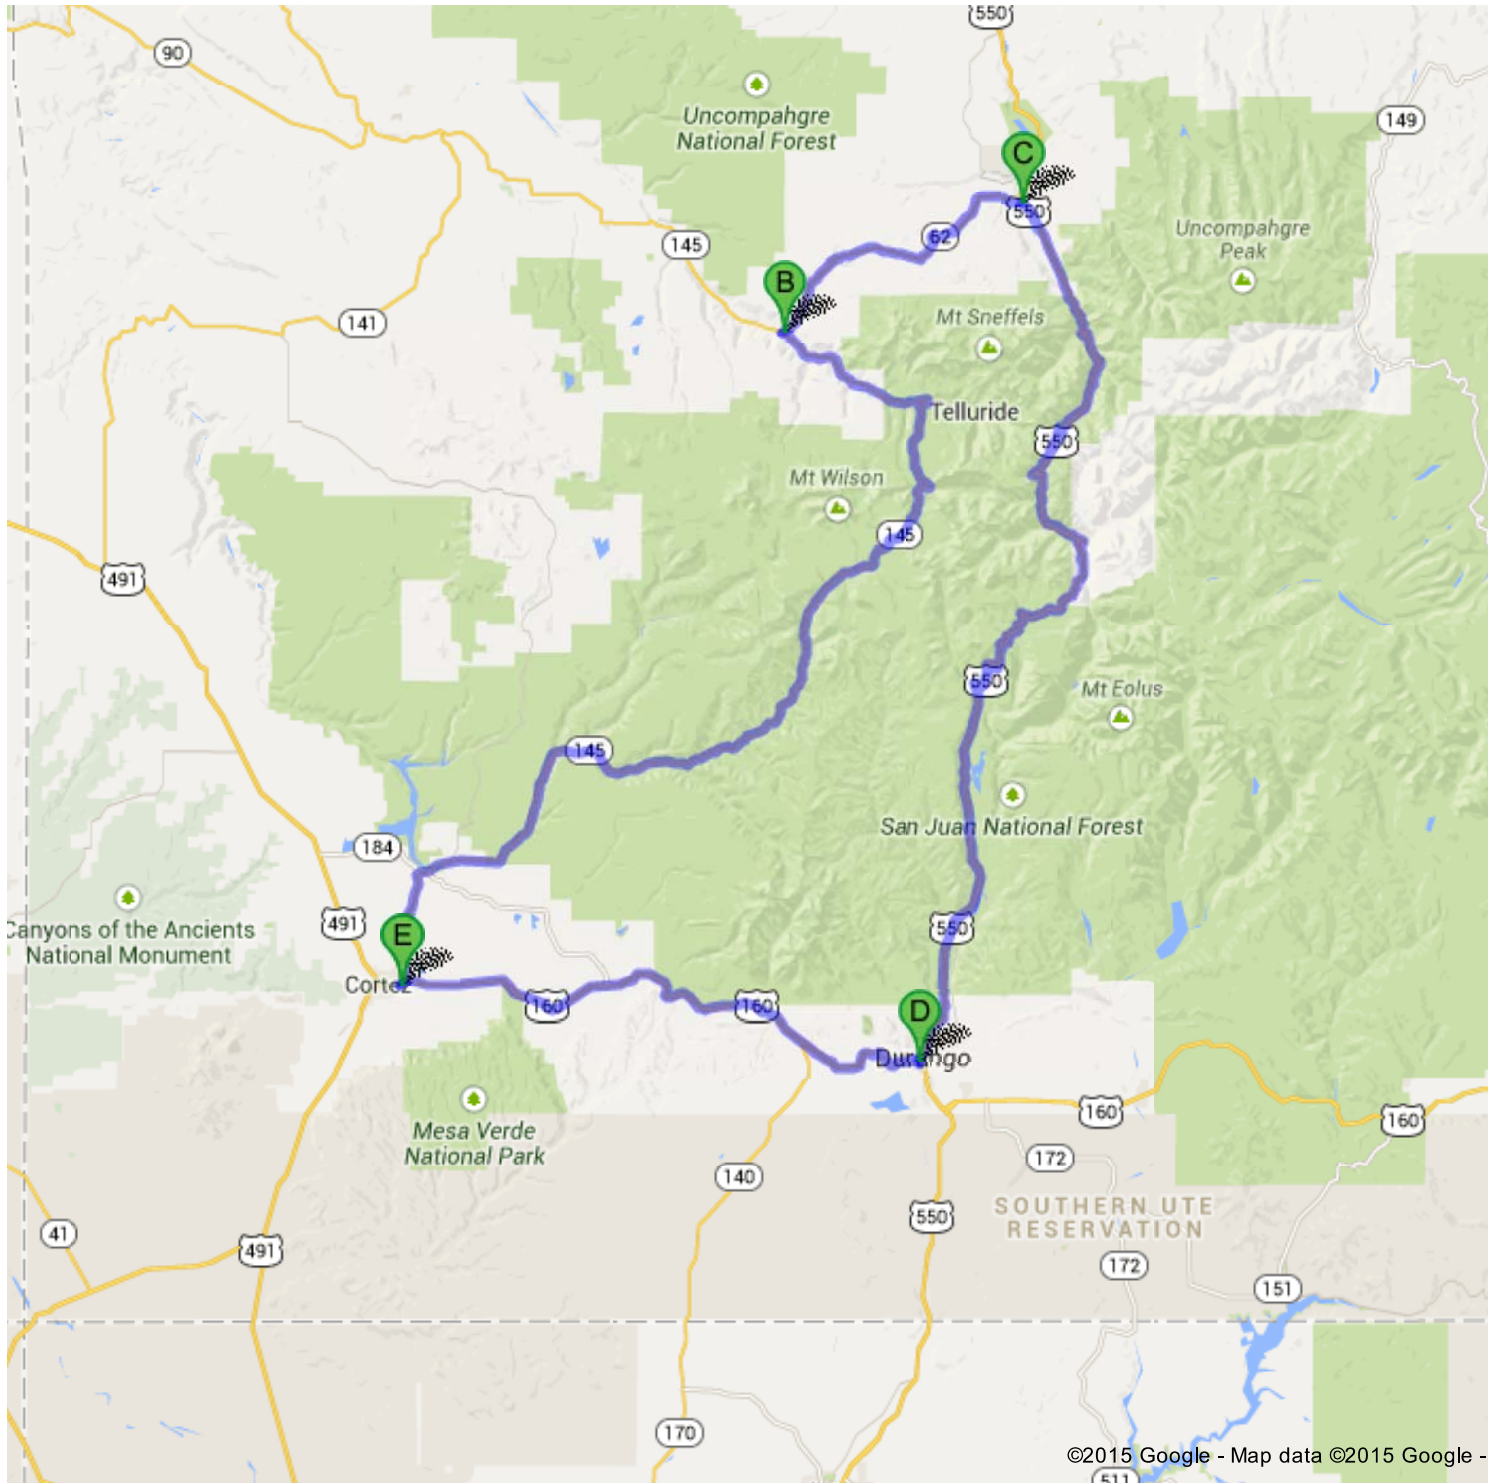 550
90
Uncompahgre
National Forest
149
C
550
62
Uncompahgre
Peak
145
B
141
Mt Sneffels
Telluride
550
Mt Wilson
145
491
550
Mt Eolus
145
San Juan National Forest
184
Canyons of the Ancients
National Monument
491
550
E
Cortez
160
160
D
Durango
Mesa Verde
National Park
160
160
172
140
SOUTHERN UTE
RESERVATION
550
41
491
172
151
170
©2015 Google - Map data ©2015 Google -
511